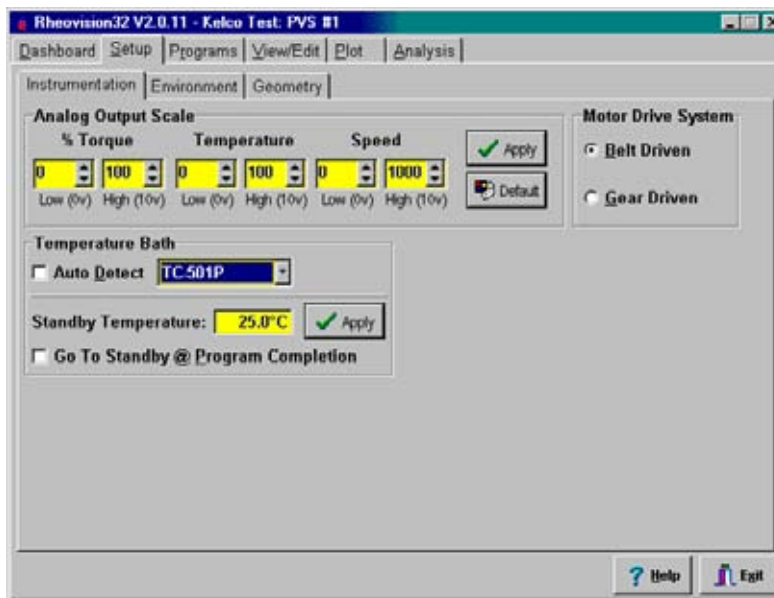 Rheovision32 V2.0.11 - Kelco Test: PVS #1
Dashboard Setup Programs View/Edit Plot Analysis
Instrumentation Environment Geometry
Analog Output Scale
% Torque Temperature Speed
0 100 0 100 0 1000
Low (0v) High (10v) Low (0v) High (10v) Low (0v) High (10v)
Apply
Default
Motor Drive System
Belt Driven
Gear Driven
Temperature Bath
Auto Detect TC-501P
Standby Temperature: 25.0°C Apply
Go To Standby @ Program Completion
Help Exit